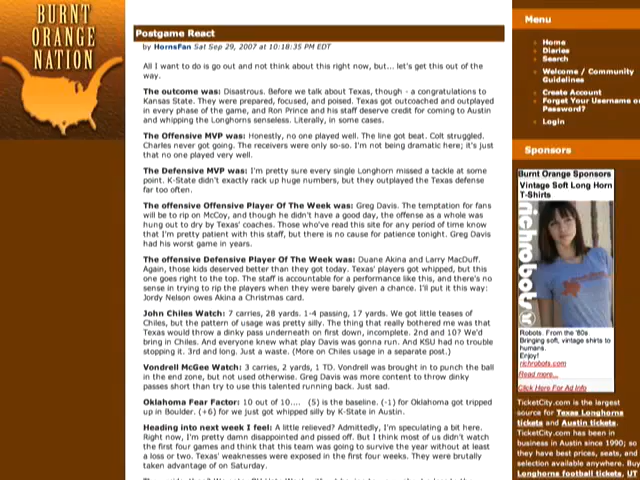 BURNT
ORANGE
NATION
Postgame React
by HornsFan Sat Sep 29, 2007 at 10:18:35 PM EDT
All I want to do is go out and not think about this right now, but... let's get this out of the
way.
The outcome was: Disastrous. Before we talk about Texas, though - a congratulations to
Kansas State. They were prepared, focused, and poised. Texas got outcoached and outplayed
in every phase of the game, and Ron Prince and his staff deserve credit for coming to Austin
and whipping the Longhorns senseless. Literally, in some cases.
The Offensive MVP was: Honestly, no one played well. The line got beat. Colt struggled.
Charles never got going. The receivers were only so-so. I'm not being dramatic here; it's just
that no one played very well.
The Defensive MVP was: I'm pretty sure every single Longhorn missed a tackle at some
point. K-State didn't exactly rack up huge numbers, but they outplayed the Texas defense
far too often.
The offensive Offensive Player Of The Week was: Greg Davis. The temptation for fans
will be to rip on McCoy, and though he didn't have a good day, the offense as a whole was
hung out to dry by Texas' coaches. Those who've read this site for any period of time know
that I'm pretty patient with this staff, but there is no cause for patience tonight. Greg Davis
had his worst game in years.
The offensive Defensive Player Of The Week was: Duane Akina and Larry MacDuff.
Again, those kids deserved better than they got today. Texas' players got whipped, but this
one goes right to the top. The staff is accountable for a performance like this, and there's no
sense in trying to rip the players when they were barely given a chance. I'll put it this way:
Jordy Nelson owes Akina a Christmas card.
John Chiles Watch: 7 carries, 28 yards. 1-4 passing, 17 yards. We got little teases of
Chiles, but the pattern of usage was pretty silly. The thing that really bothered me was that
Texas would throw a dinky pass underneath on first down, incomplete. 2nd and 10? We'd
bring in Chiles. And everyone knew what play Davis was gonna run. And KSU had no trouble
stopping it. 3rd and long. Just a waste. (More on Chiles usage in a separate post.)
Vondrell McGee Watch: 3 carries, 2 yards, 1 TD. Vondrell was brought in to punch the ball
in the end zone, but not used otherwise. Greg Davis was more content to throw dinky
passes short than try to use this talented running back. Just sad.
Oklahoma Fear Factor: 10 out of 10.... (5) is the baseline. (-1) for Oklahoma got tripped
up in Boulder. (+6) for we just got whipped silly by K-State in Austin.
Heading into next week I feel: A little relieved? Admittedly, I'm speculating a bit here.
Right now, I'm pretty damn disappointed and pissed off. But I think most of us didn't watch
the first four games and think that this team was going to survive the year without at least
a loss or two. Texas' weaknesses were exposed in the first four weeks. They were brutally
taken advantage of on Saturday.
Menu
Home
Diaries
Search
Welcome / Community
Guidelines
Create Account
Forget Your Username or
Password?
Login
Sponsors
Burnt Orange Sponsors
Vintage Soft Long Horn
T-Shirts
richrobots
Robots. From the '80s.
Bringing soft, vintage shirts to
humans.
Enjoy!
richrobots.com
Read more...
Click Here For Ad Info
TicketCity.com is the largest
source for Texas Longhorns
tickets and Austin tickets.
TicketCity.com has been in
business in Austin since 1990; so
they have best prices, seats, and
selection available anywhere. Buy
Longhorns football tickets, UT